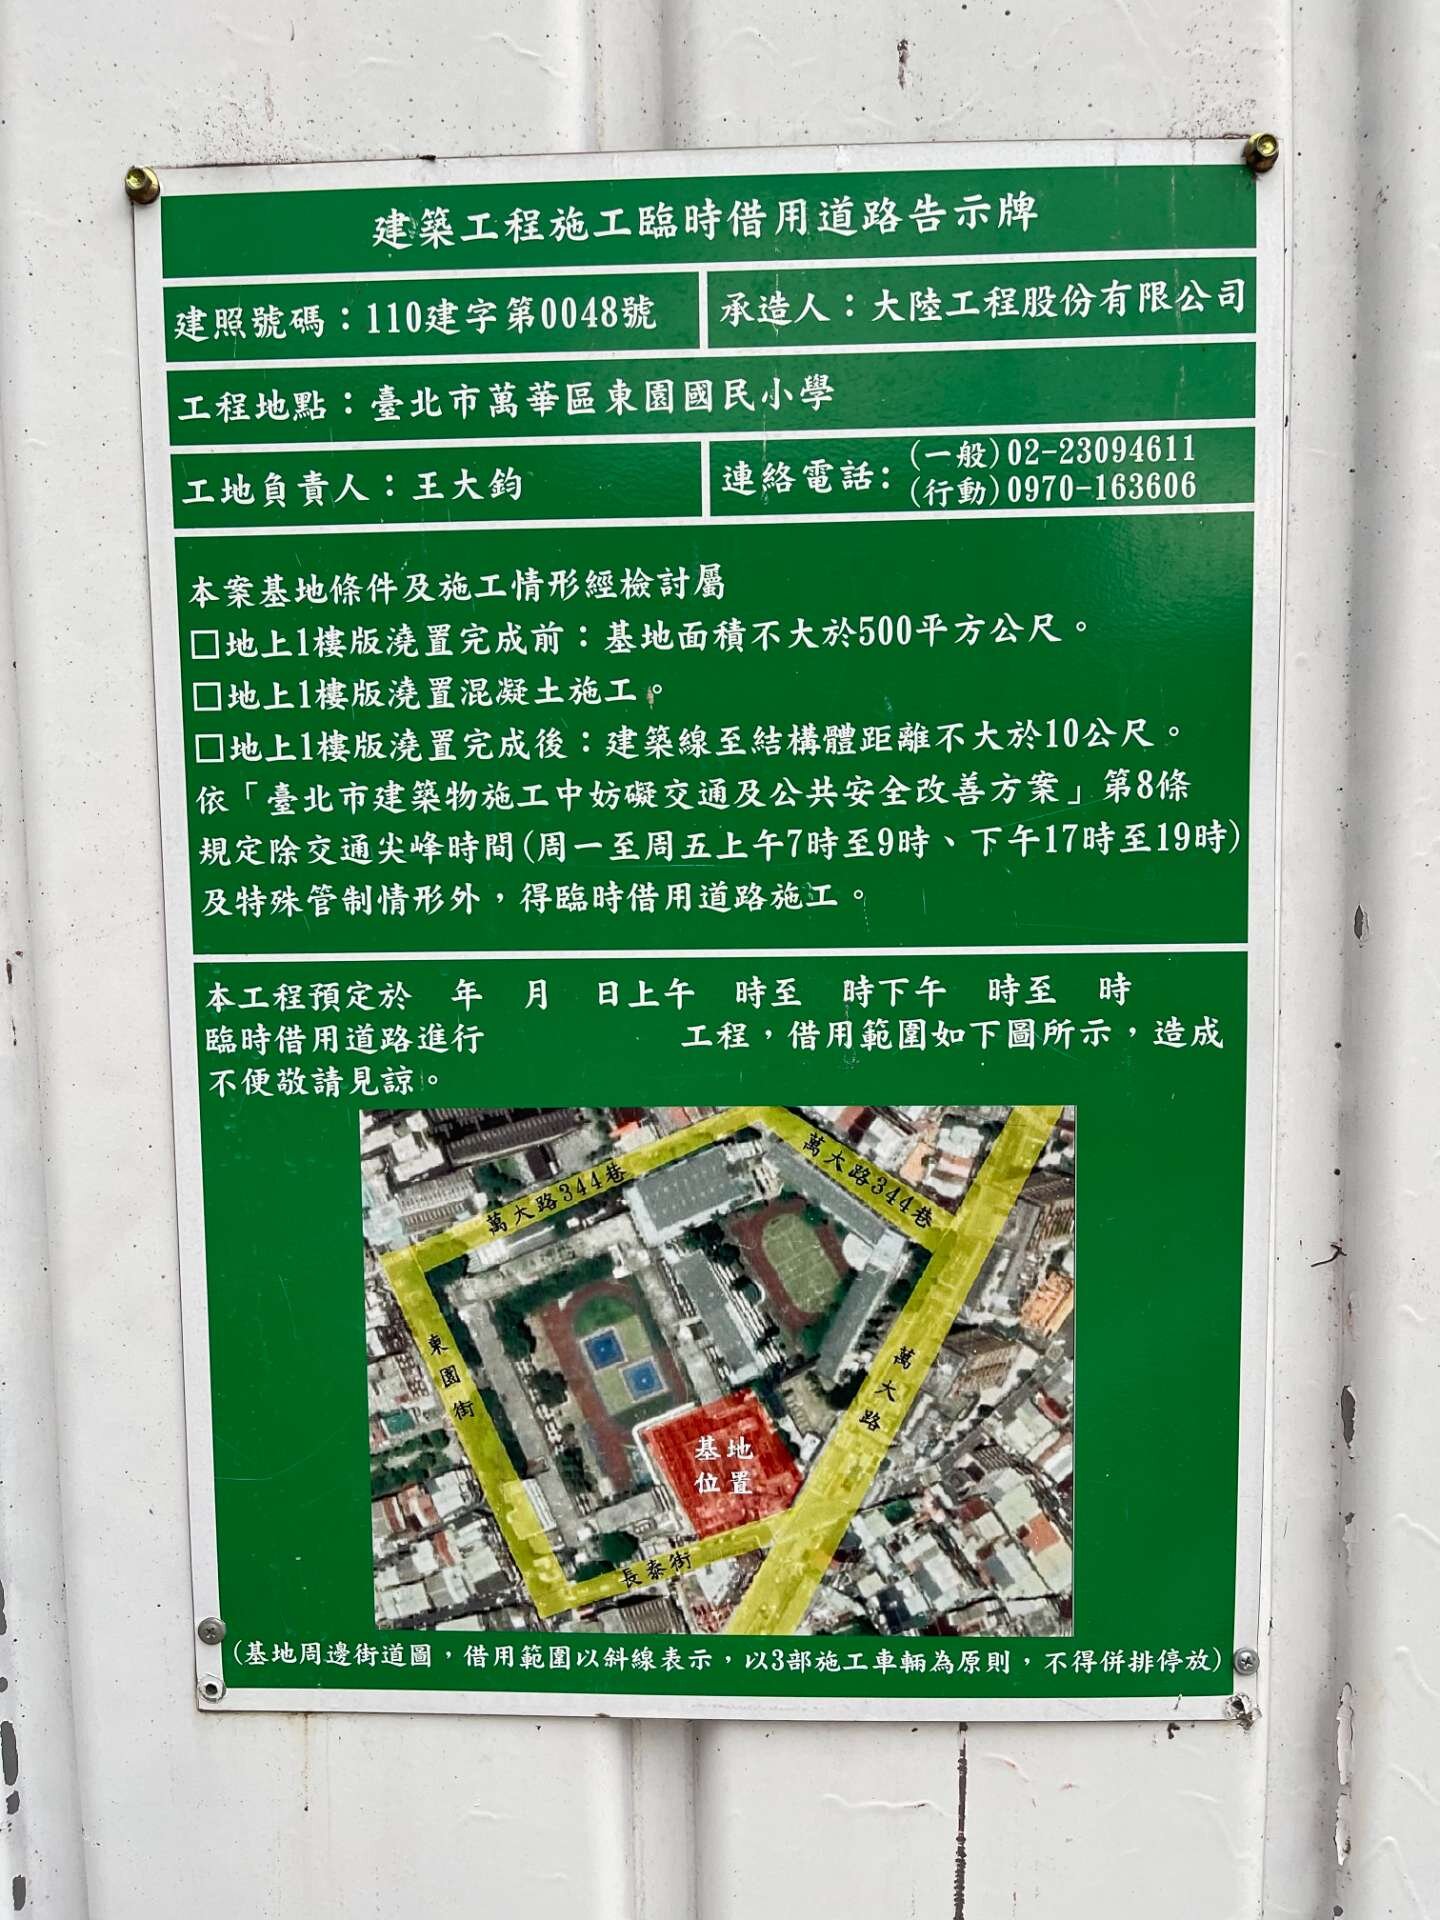 建築工程施工臨時借用道路告示牌
建照號碼：110建字第0048號
承造人：大陸工程股份有限公司
工程地點：臺北市萬華區東園國民小學
工地負責人：王大鈞
連絡電話：(一般)02-23094611
(行動)0970-163606
本案基地條件及施工情形經檢討屬
□地上1樓版澆置完成前：基地面積不大於500平方公尺。
□地上1樓版澆置混凝土施工。
□地上1樓版澆置完成後：建築線至結構體距離不大於10公尺。
依「臺北市建築物施工中妨礙交通及公共安全改善方案」第8條
規定除交通尖峰時間(周一至周五上午7時至9時、下午17時至19時)
及特殊管制情形外，得臨時借用道路施工。
本工程預定於　年　月　日上午　時至　時下午　時至　時
臨時借用道路進行　　　　　工程，借用範圍如下圖所示，造成
不便敬請見諒。
萬大路344巷
萬大路344巷
東園街
萬大路
基地
位置
長泰街
(基地周邊街道圖，借用範圍以斜線表示，以3部施工車輛為原則，不得併排停放)